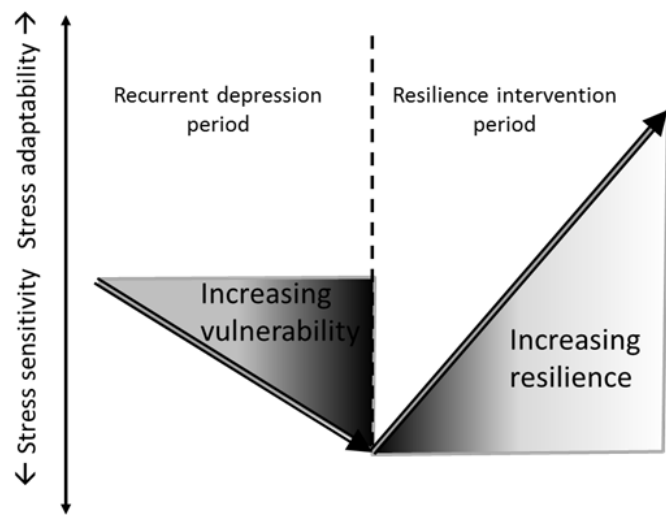 ← Stress sensitivity   Stress adaptability →
Recurrent depression
period
Resilience intervention
period
Increasing
vulnerability
Increasing
resilience